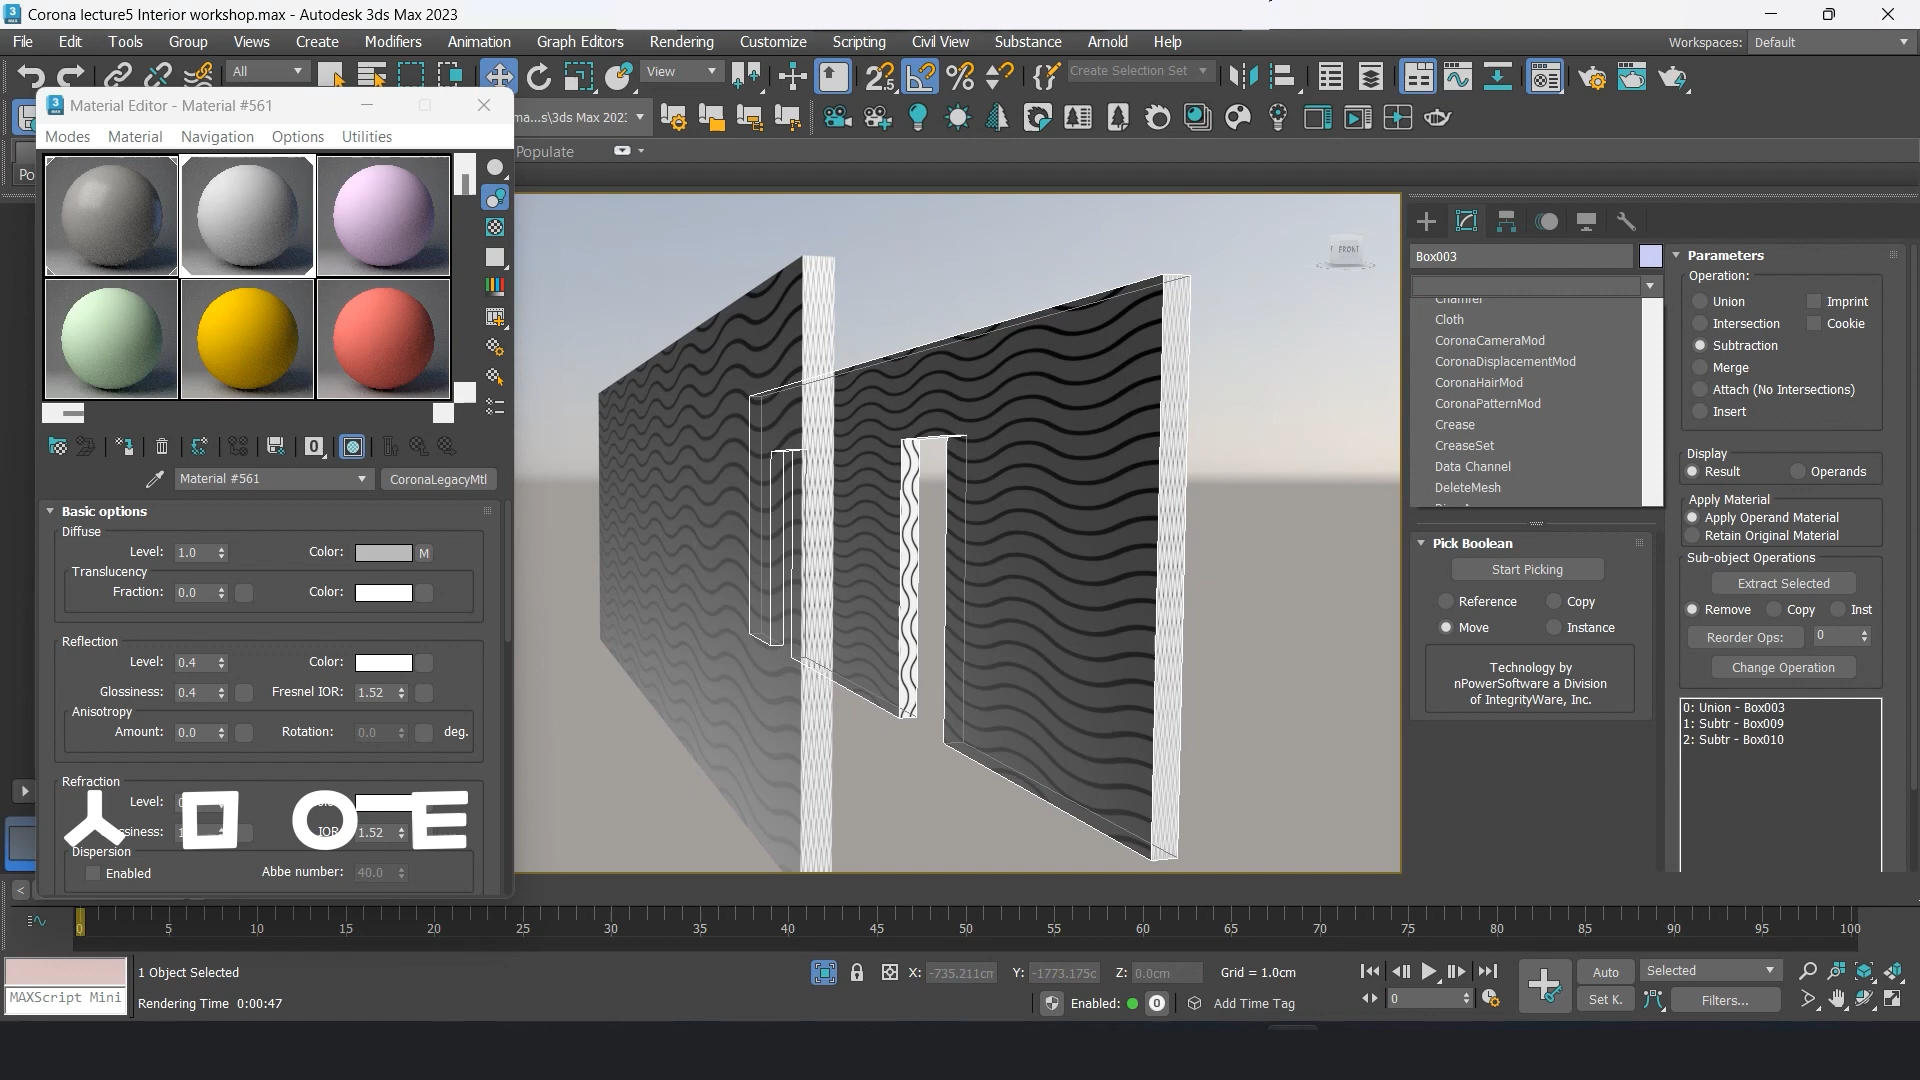 Corona lecture5 Interior workshop.max - Autodesk 3ds Max 2023
File Edit Tools Group Views Create Modifiers Animation Graph Editors Rendering Customize Scripting Civil View Substance Arnold Help
Workspaces: Default
All
View
Create Selection Set
Material Editor - Material #561
ma...s\3ds Max 202:
Modes Material Navigation Options Utilities
Populate
Po
FRONT
Material #561
CoronaLegacyMtl
Basic options
Diffuse
Level: 1.0 Color: M
Translucency
Fraction: 0.0 Color:
Reflection
Level: 0.4 Color:
Glossiness: 0.4 Fresnel IOR: 1.52
Anisotropy
Amount: 0.0 Rotation: 0.0 deg.
Refraction
Level:
IOR 1.52
Dispersion
Enabled Abbe number: 40.0
Box003
Cloth
CoronaCameraMod
CoronaDisplacementMod
CoronaHairMod
CoronaPatternMod
Crease
CreaseSet
Data Channel
DeleteMesh
Pick Boolean
Start Picking
Reference Copy
Move Instance
Technology by
nPowerSoftware a Division
of IntegrityWare, Inc.
Parameters
Operation:
Union Imprint
Intersection Cookie
Subtraction
Merge
Attach (No Intersections)
Insert
Display
Result Operands
Apply Material
Apply Operand Material
Retain Original Material
Sub-object Operations
Extract Selected
Remove Copy Inst
Reorder Ops: 0
Change Operation
0: Union - Box003
1: Subtr - Box009
2: Subtr - Box010
0 5 10 15 20 25 30 35 40 45 50 55 60 65 70 75 80 85 90 95 100
1 Object Selected
MAXScript Mini
Rendering Time 0:00:47
X: -735.211cm Y: -1773.175c Z: 0.0cm Grid = 1.0cm
Enabled: 0 Add Time Tag
0
Auto Selected
Set K. Filters...